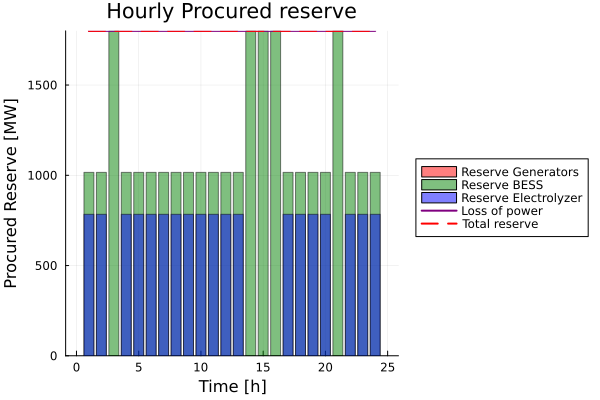 Hourly Procured reserve
Procured Reserve [MW]
1500
1000
500
0
0 5 10 15 20 25
Time [h]
Reserve Generators
Reserve BESS
Reserve Electrolyzer
Loss of power
Total reserve